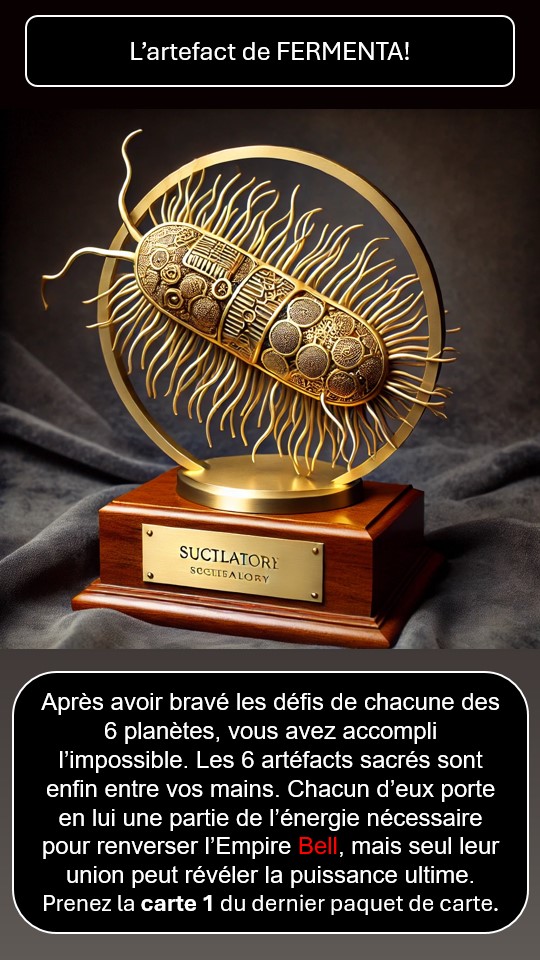 L’artefact de FERMENTA!
SUCTLATORY
SCGTISALORY
Après avoir bravé les défis de chacune des
6 planètes, vous avez accompli
l’impossible. Les 6 artéfacts sacrés sont
enfin entre vos mains. Chacun d’eux porte
en lui une partie de l’énergie nécessaire
pour renverser l’Empire Bell, mais seul leur
union peut révéler la puissance ultime.
Prenez la carte 1 du dernier paquet de carte.